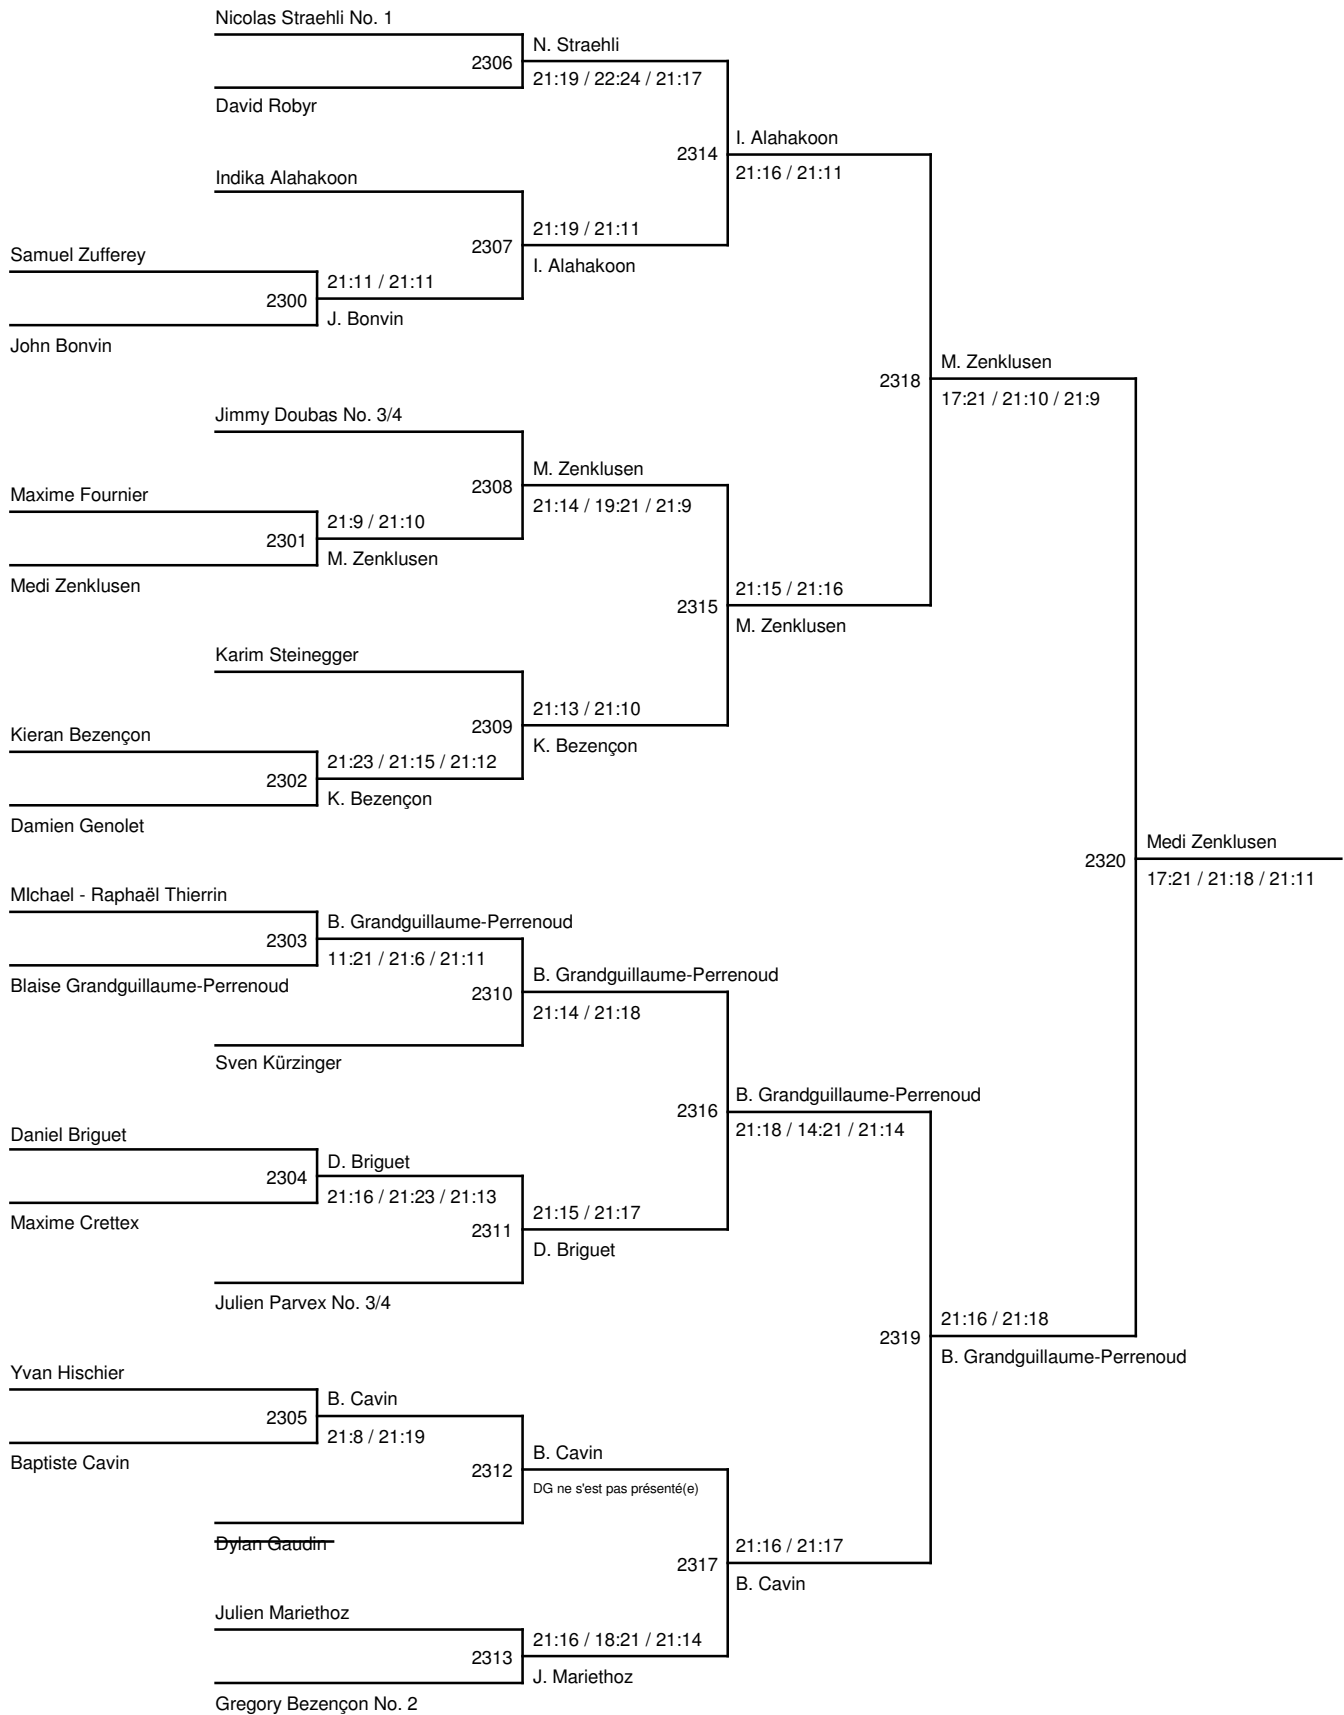 Nicolas Straehli No. 1
N. Straehli
2306
21:19 / 22:24 / 21:17
David Robyr
I. Alahakoon
2314
21:16 / 21:11
Indika Alahakoon
21:19 / 21:11
2307
I. Alahakoon
Samuel Zufferey
21:11 / 21:11
2300
J. Bonvin
John Bonvin
M. Zenklusen
2318
17:21 / 21:10 / 21:9
Jimmy Doubas No. 3/4
M. Zenklusen
2308
21:14 / 19:21 / 21:9
Maxime Fournier
21:9 / 21:10
2301
M. Zenklusen
Medi Zenklusen
21:15 / 21:16
2315
M. Zenklusen
Karim Steinegger
21:13 / 21:10
2309
K. Bezençon
Kieran Bezençon
21:23 / 21:15 / 21:12
2302
K. Bezençon
Damien Genolet
Medi Zenklusen
2320
17:21 / 21:18 / 21:11
MIchael - Raphaël Thierrin
B. Grandguillaume-Perrenoud
2303
11:21 / 21:6 / 21:11
Blaise Grandguillaume-Perrenoud
B. Grandguillaume-Perrenoud
2310
21:14 / 21:18
Sven Kürzinger
B. Grandguillaume-Perrenoud
2316
21:18 / 14:21 / 21:14
Daniel Briguet
D. Briguet
2304
21:16 / 21:23 / 21:13
Maxime Crettex
21:15 / 21:17
2311
D. Briguet
Julien Parvex No. 3/4
21:16 / 21:18
2319
B. Grandguillaume-Perrenoud
Yvan Hischier
B. Cavin
2305
21:8 / 21:19
Baptiste Cavin
B. Cavin
2312
DG ne s'est pas présenté(e)
Dylan Gaudin
21:16 / 21:17
2317
B. Cavin
Julien Mariethoz
21:16 / 18:21 / 21:14
2313
J. Mariethoz
Gregory Bezençon No. 2